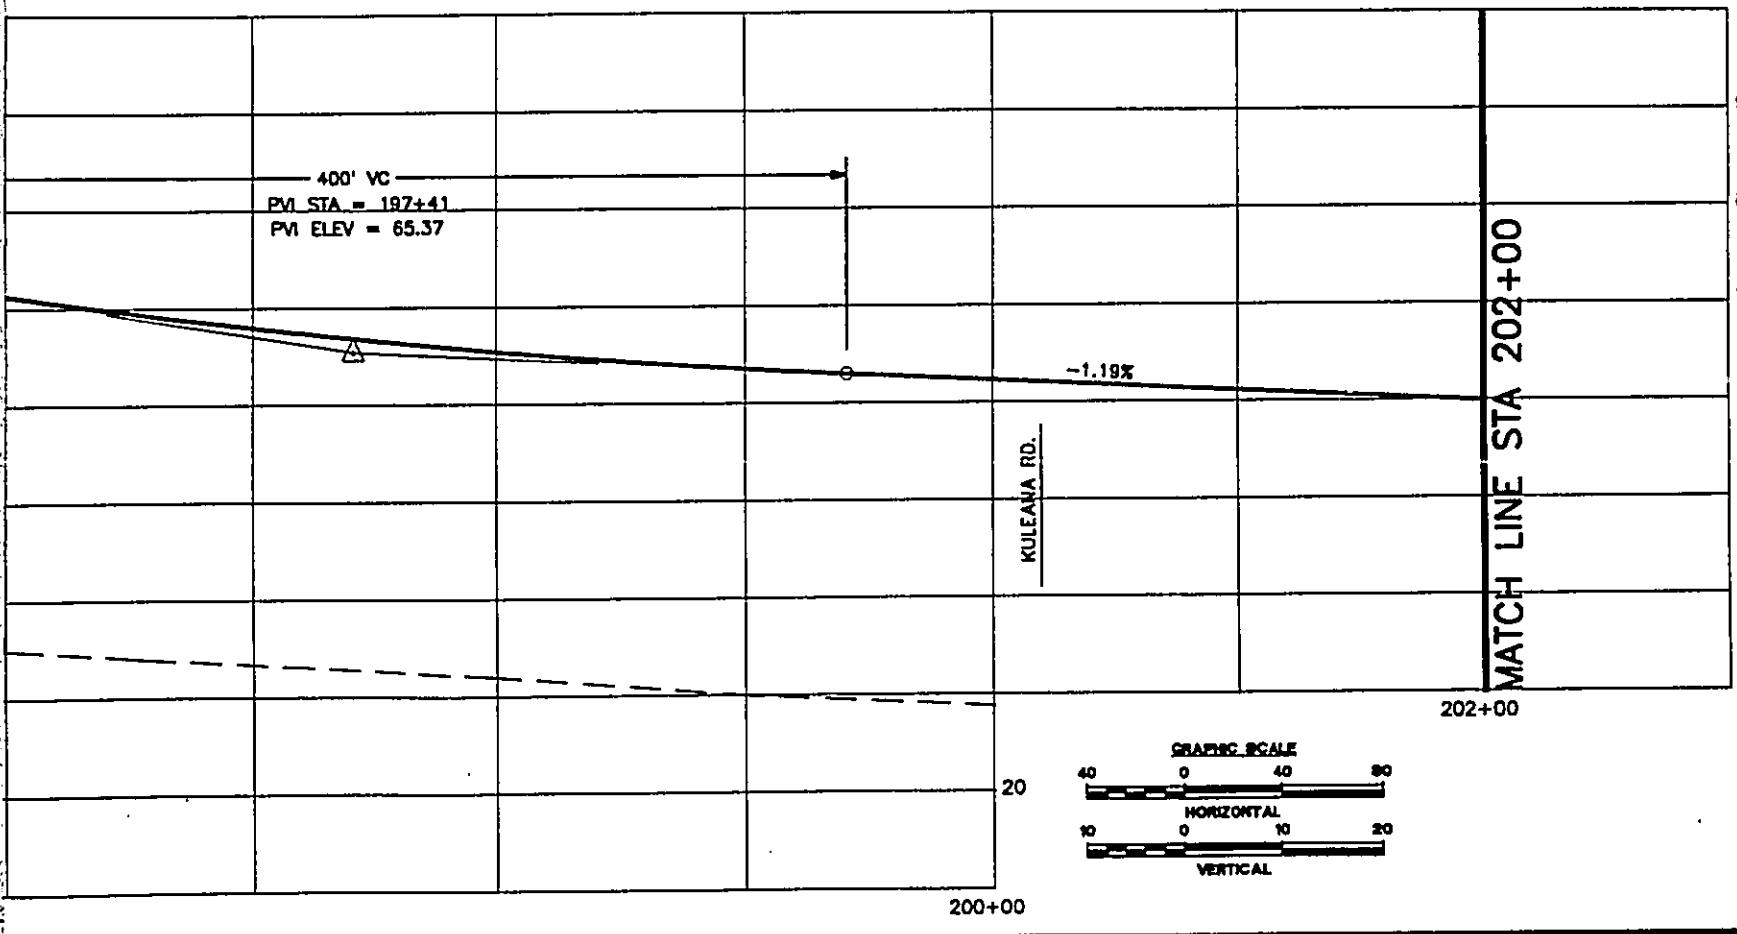 400' VC
PVI STA = 197+41
PVI ELEV = 65.37
-1.19%
KULEANA RD.
MATCH LINE STA 202+00
202+00
GRAPHIC SCALE
40 0 40 80
HORIZONTAL
10 0 10 20
VERTICAL
20
200+00